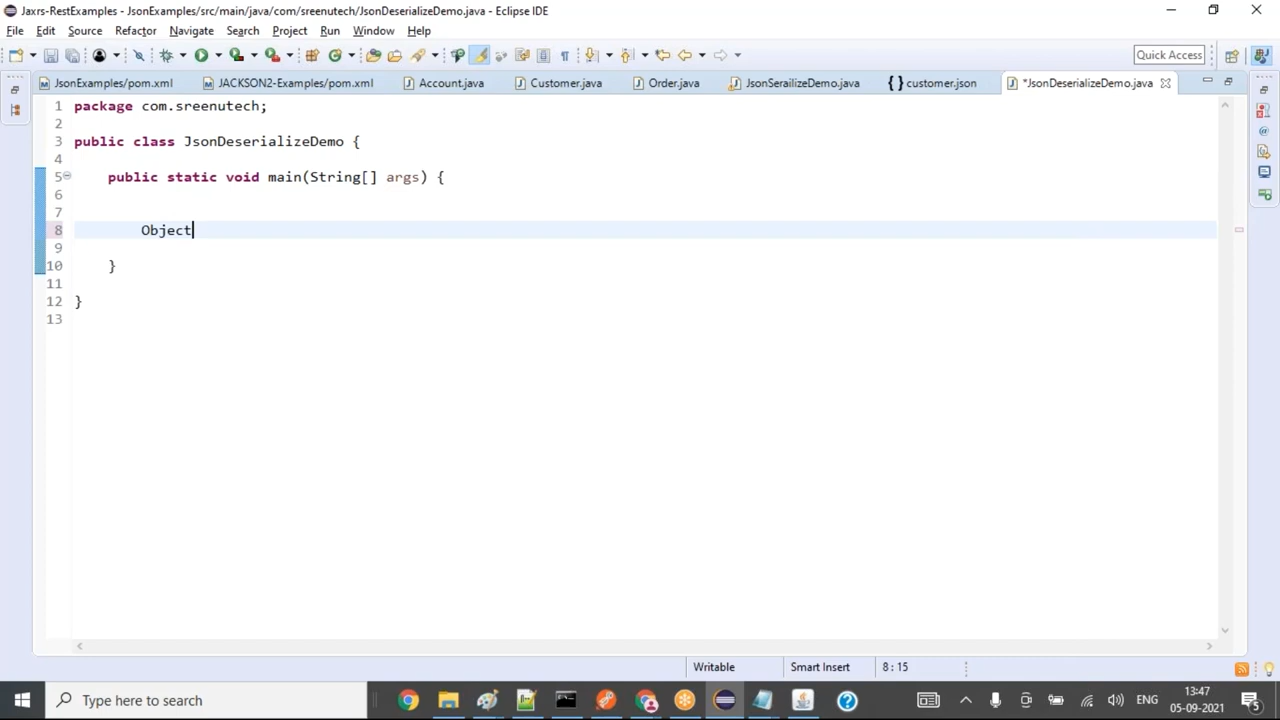 Jaxrs-RestExamples - JsonExamples/src/main/java/com/sreenutech/JsonDeserializeDemo.java - Eclipse IDE
File Edit Source Refactor Navigate Search Project Run Window Help
Quick Access
JsonExamples/pom.xml JACKSON2-Examples/pom.xml Account.java Customer.java Order.java JsonSerailizeDemo.java customer.json *JsonDeserializeDemo.java
1 package com.sreenutech;
2
3 public class JsonDeserializeDemo {
4
5 public static void main(String[] args) {
6
7
8 Object
9
10 }
11
12 }
13
Writable Smart Insert 8 : 15
Type here to search
ENG
13:47
05-09-2021
5